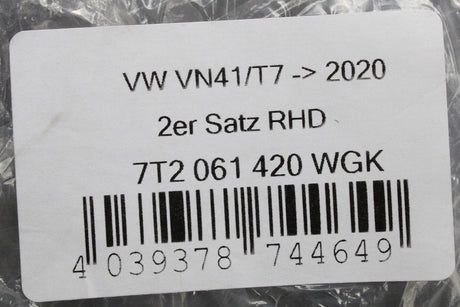 VW VN41/T7 -> 2020
2er Satz RHD
7T2 061 420 WGK
4 039378 744649